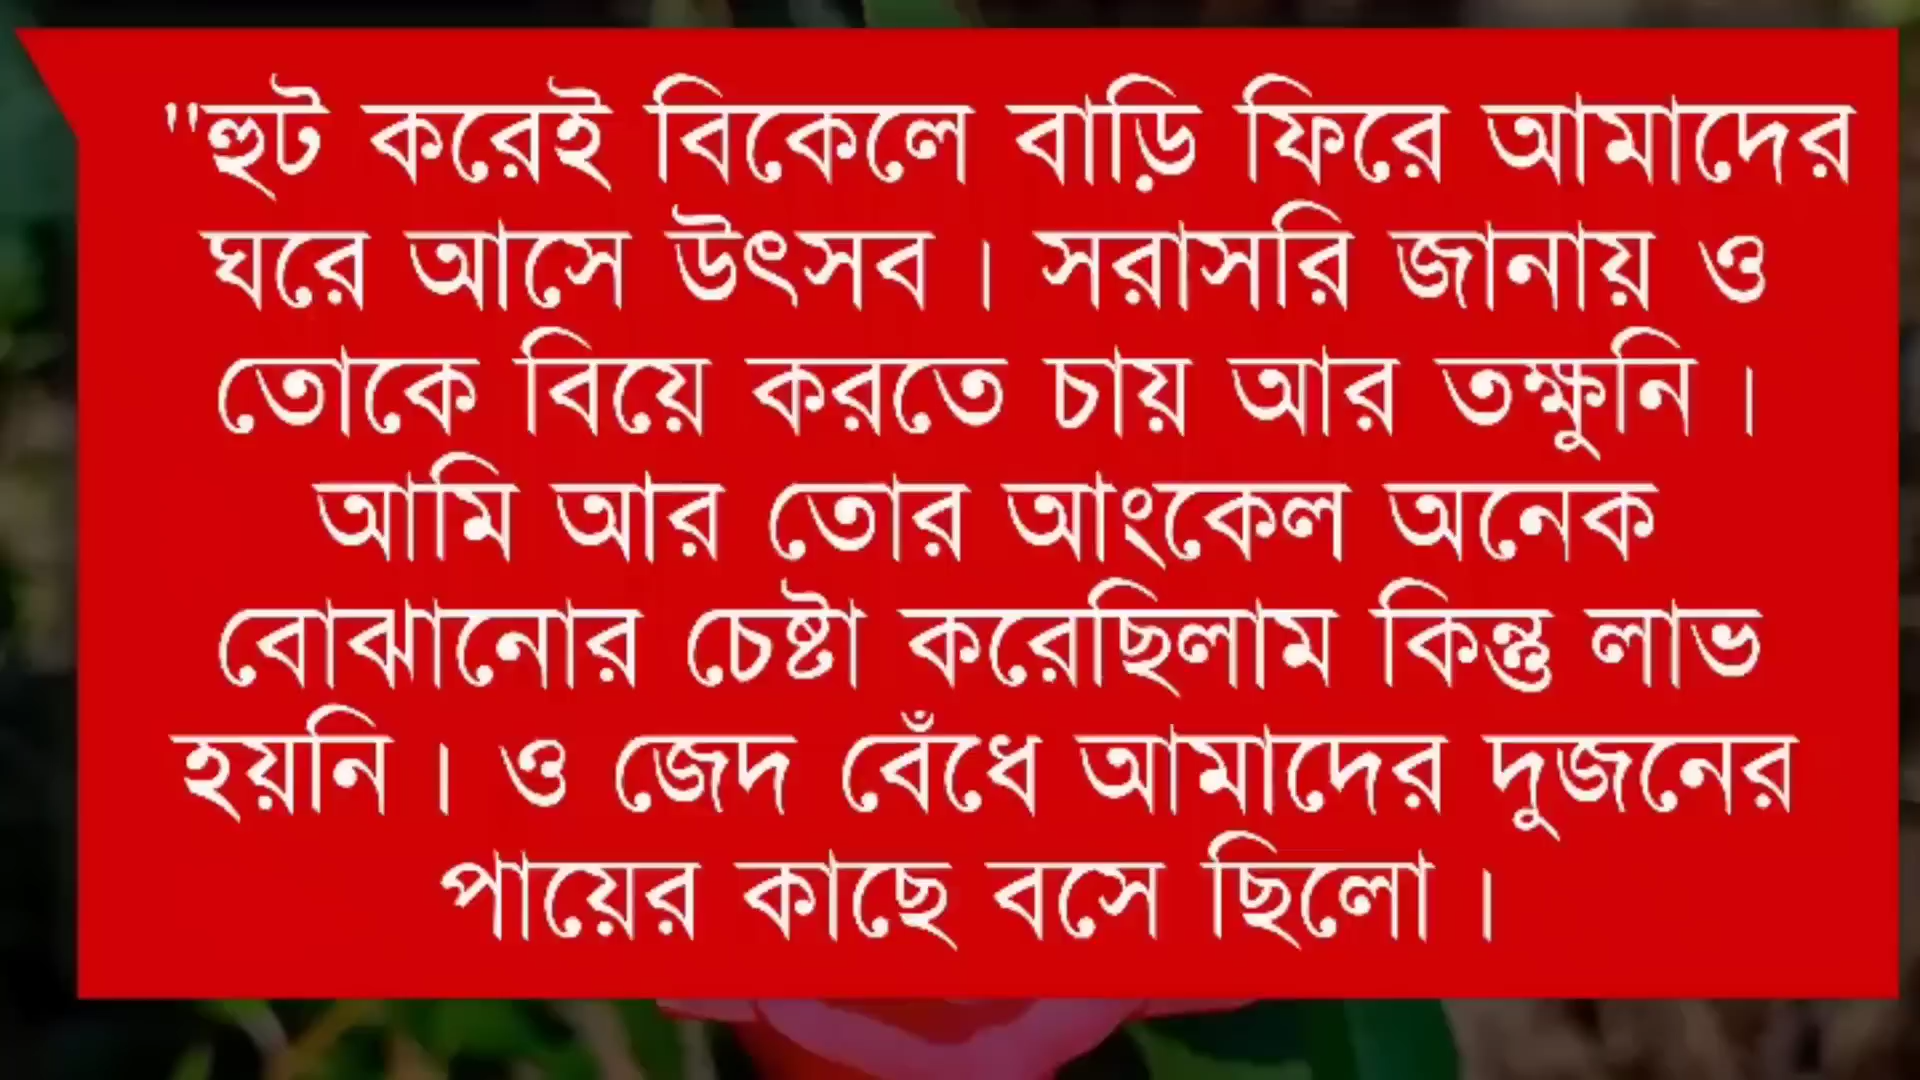 "হুট করেই বিকেলে বাড়ি ফিরে আমাদের
ঘরে আসে উৎসব। সরাসরি জানায় ও
তোকে বিয়ে করতে চায় আর তক্ষুনি।
আমি আর তোর আংকেল অনেক
বোঝানোর চেষ্টা করেছিলাম কিন্তু লাভ
হয়নি। ও জেদ বেঁধে আমাদের দুজনের
পায়ের কাছে বসে ছিলো।